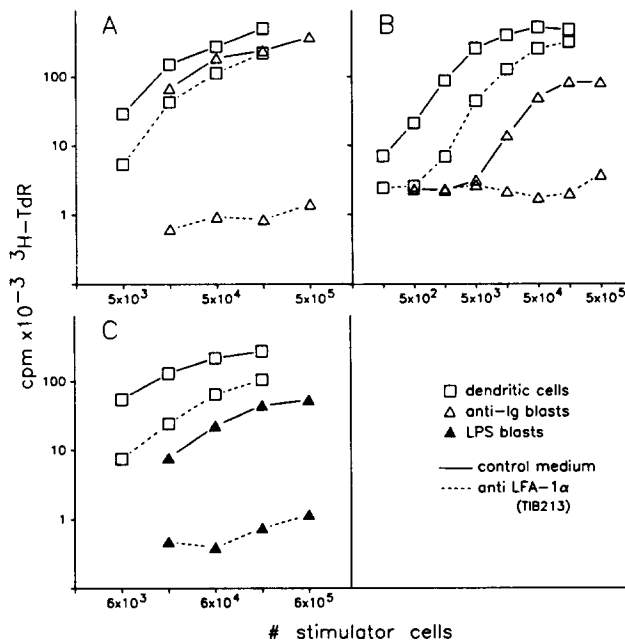 A
B
100
10
1
5x10³
5x10⁴
5x10⁵
5x10²
5x10³
5x10⁴
5x10⁵
cpm x10⁻³ ³H-TdR
C
100
10
1
6x10³
6x10⁴
6x10⁵
dendritic cells
anti-Ig blasts
LPS blasts
control medium
anti LFA-1α
(TIB213)
# stimulator cells